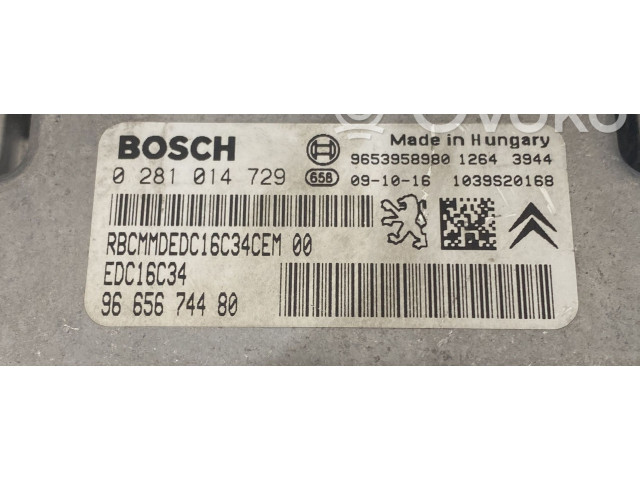 BOSCH
Made in Hungary
9653958980 1264 3944
0 281 014 729 658 09-10-16 1039S20168
RBCMMDEDC16C34CEM 00
EDC16C34
96 656 744 80